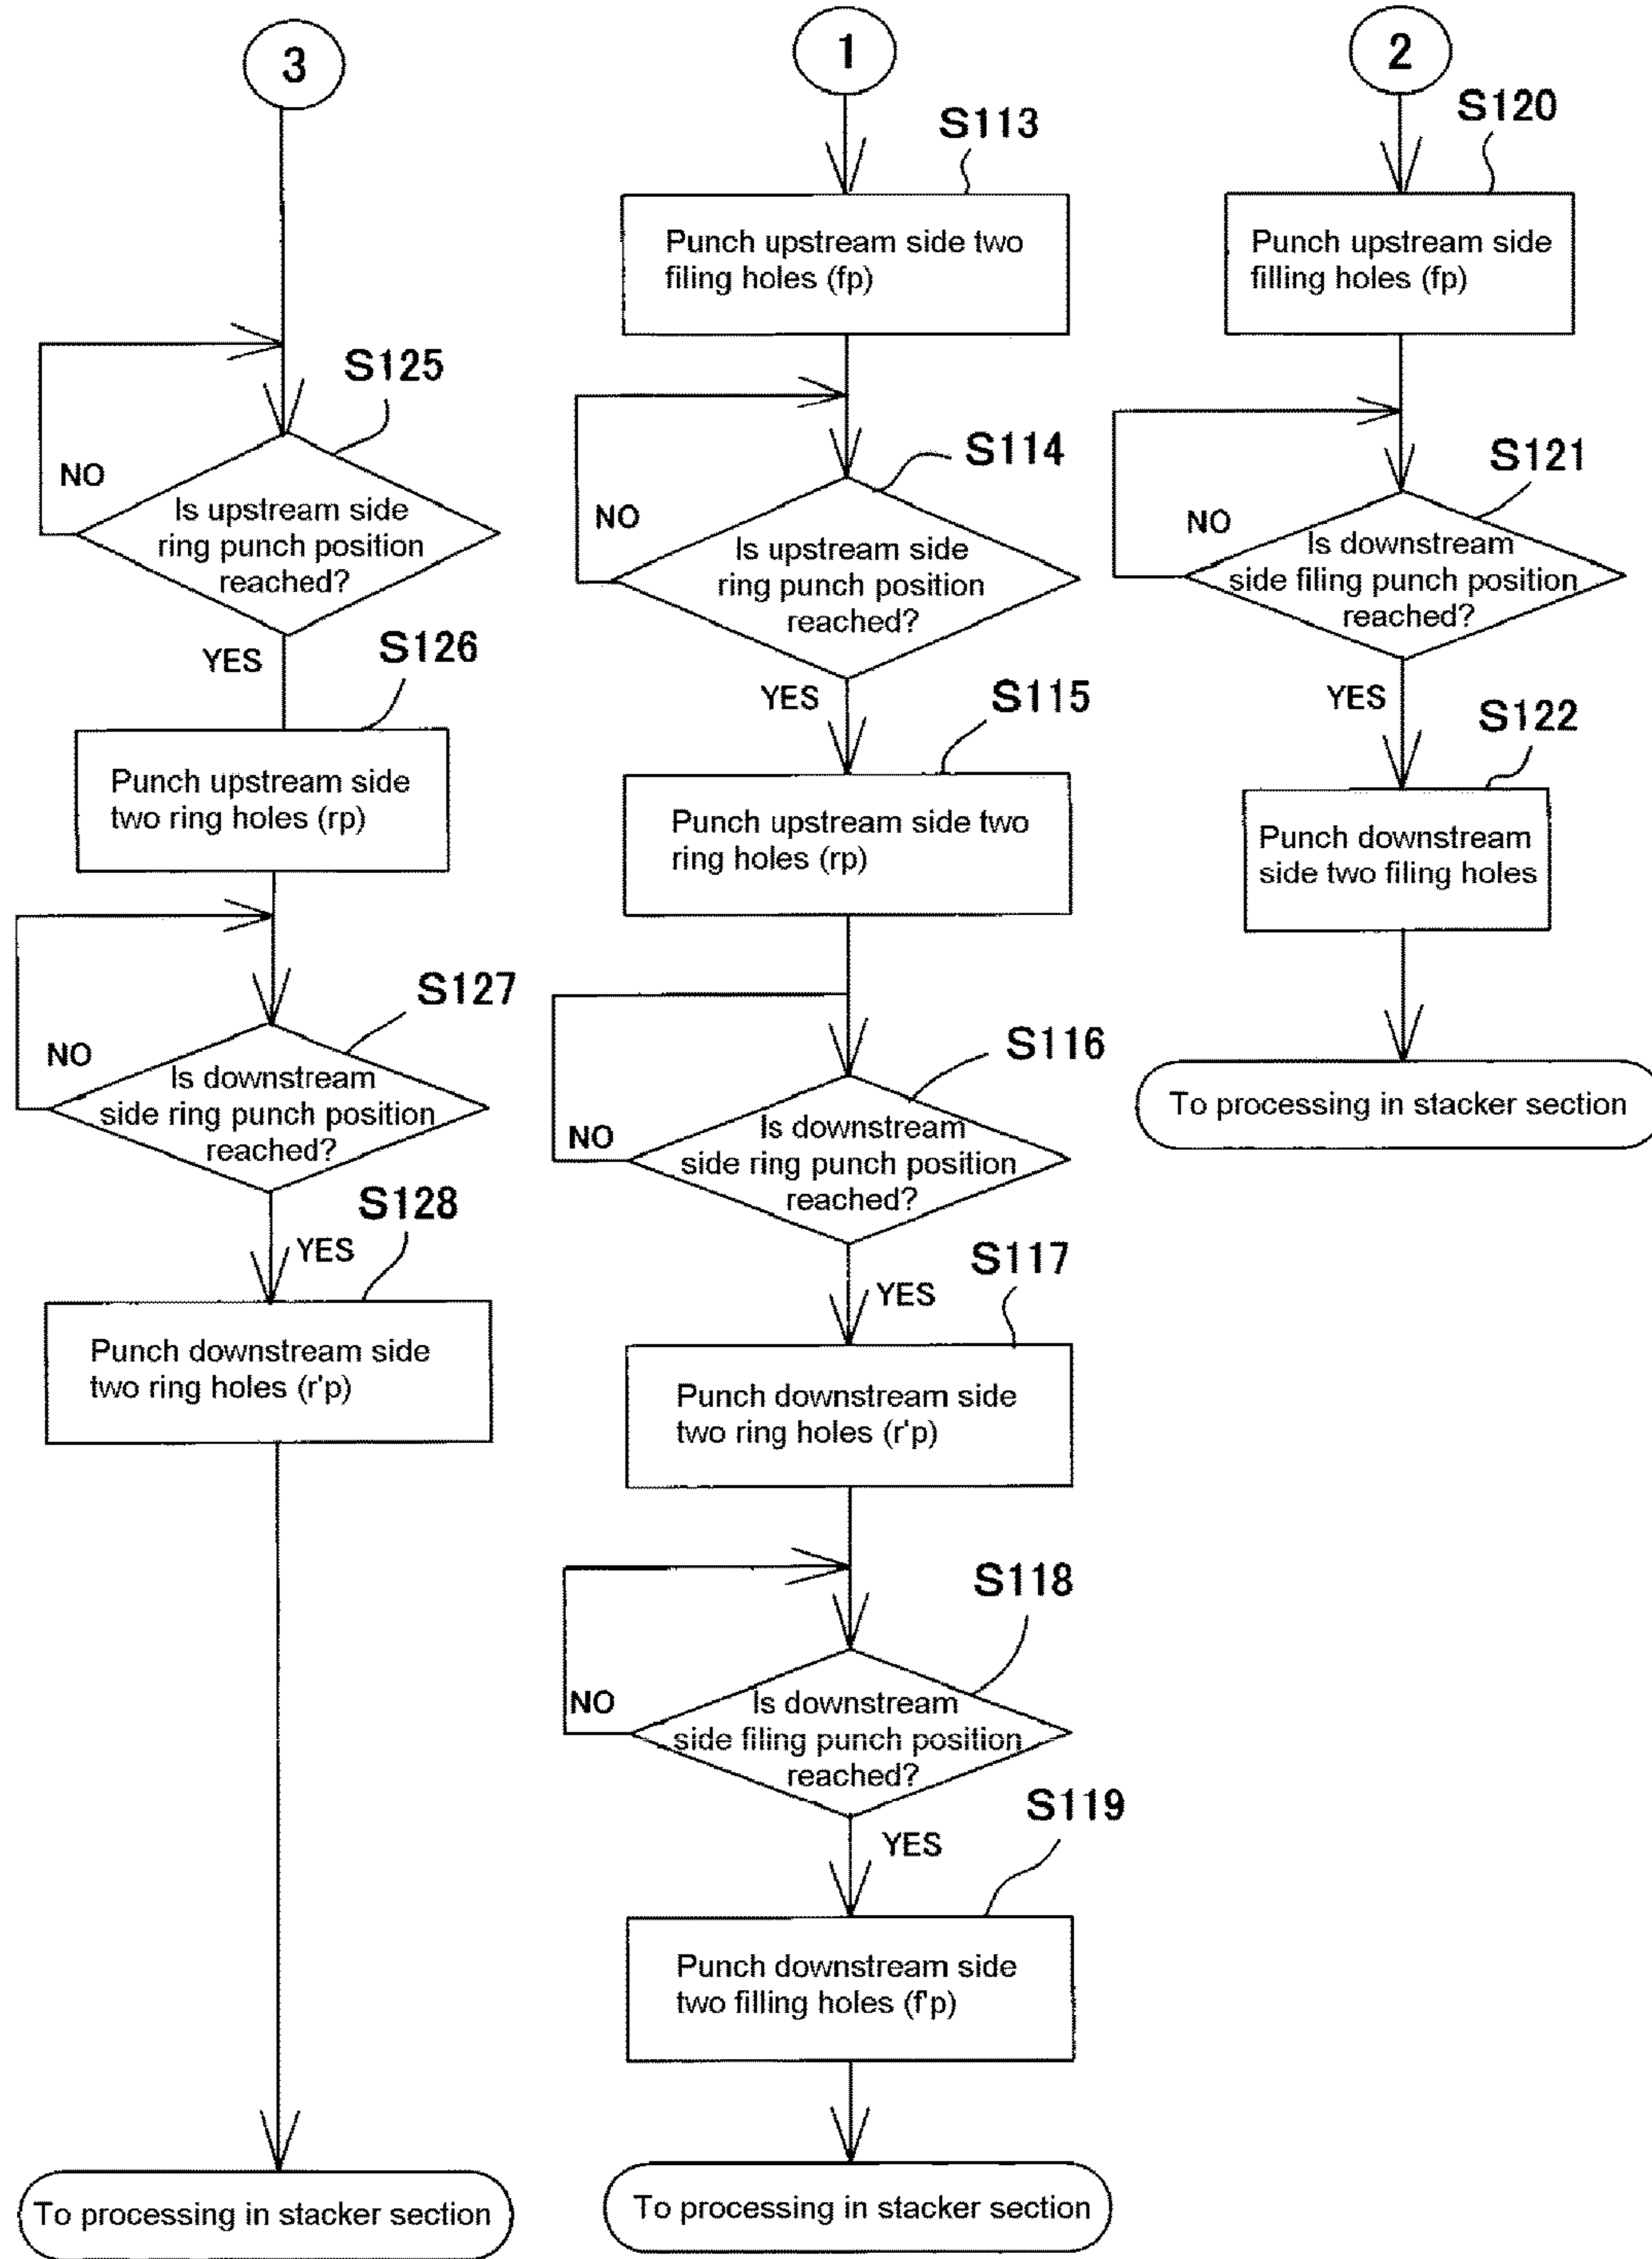 3
S125
NO
Is upstream side
ring punch position
reached?
YES
S126
Punch upstream side
two ring holes (rp)
S127
NO
Is downstream
side ring punch position
reached?
S128
YES
Punch downstream side
two ring holes (r'p)
To processing in stacker section
1
S113
Punch upstream side two
filing holes (fp)
S114
NO
Is upstream side
ring punch position
reached?
YES
S115
Punch upstream side two
ring holes (rp)
S116
NO
Is downstream
side ring punch position
reached?
S117
YES
Punch downstream side
two ring holes (r'p)
S118
NO
Is downstream
side filing punch position
reached?
S119
YES
Punch downstream side
two filling holes (f'p)
To processing in stacker section
2
S120
Punch upstream side
filling holes (fp)
S121
NO
Is downstream
side filing punch position
reached?
YES
S122
Punch downstream
side two filing holes
To processing in stacker section